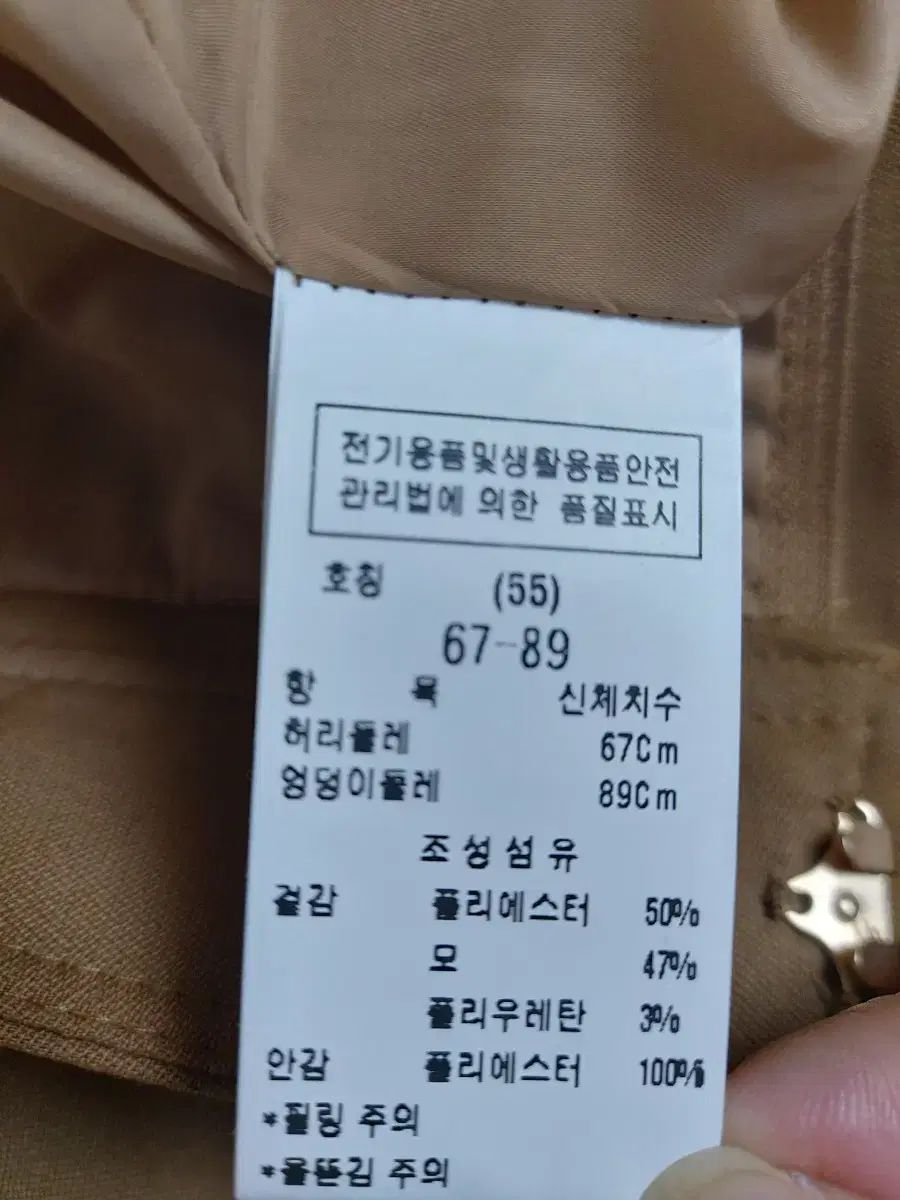 전기용품및생활용품안전
관리법에 의한 품질표시
호칭 (55)
67-89
항 목 신체치수
허리둘레 67Cm
엉덩이둘레 89Cm
조성섬유
겉감 폴리에스터 50%
모 47%
폴리우레탄 3%
안감 폴리에스터 100%
*필링 주의
*올뜯김 주의